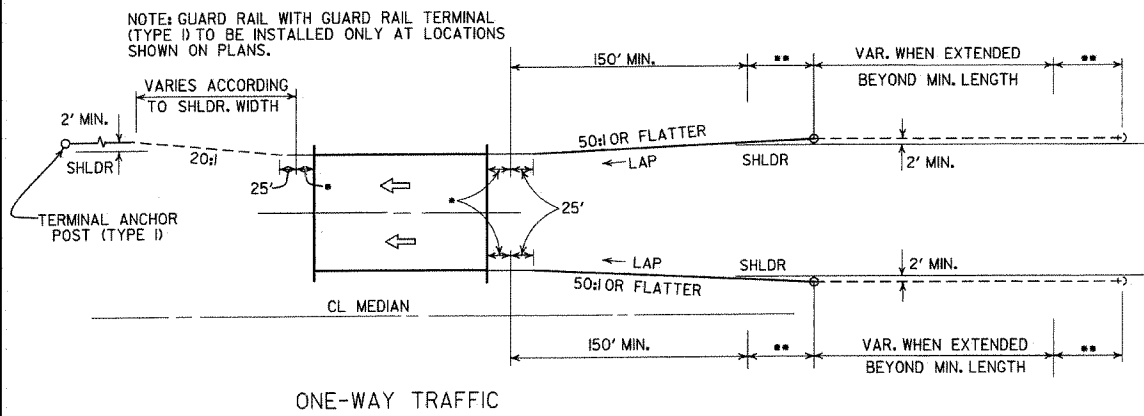 NOTE: GUARD RAIL WITH GUARD RAIL TERMINAL
(TYPE I) TO BE INSTALLED ONLY AT LOCATIONS
SHOWN ON PLANS.
150' MIN.
**
VAR. WHEN EXTENDED
BEYOND MIN. LENGTH
**
VARIES ACCORDING
TO SHLDR. WIDTH
2' MIN.
SHLDR
20:1
50:1 OR FLATTER
LAP
SHLDR
2' MIN.
25'
*
*
25'
TERMINAL ANCHOR
POST (TYPE I)
LAP
SHLDR
2' MIN.
50:1 OR FLATTER
CL MEDIAN
150' MIN.
**
VAR. WHEN EXTENDED
BEYOND MIN. LENGTH
**
ONE-WAY TRAFFIC